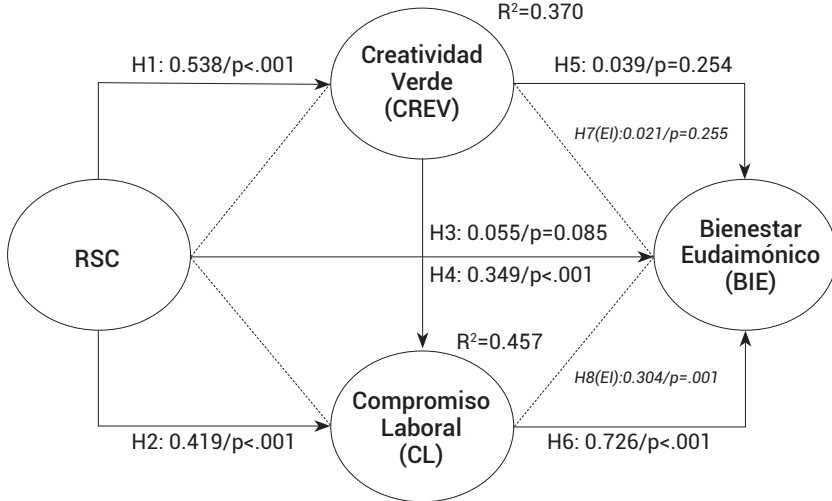 R²=0.370
Creatividad
Verde
(CREV)
H1: 0.538/p<.001
H5: 0.039/p=0.254
H7(EI):0.021/p=0.255
RSC
H3: 0.055/p=0.085
H4: 0.349/p<.001
Bienestar
Eudaimónico
(BIE)
R²=0.457
H8(EI):0.304/p=.001
Compromiso
Laboral
(CL)
H2: 0.419/p<.001
H6: 0.726/p<.001